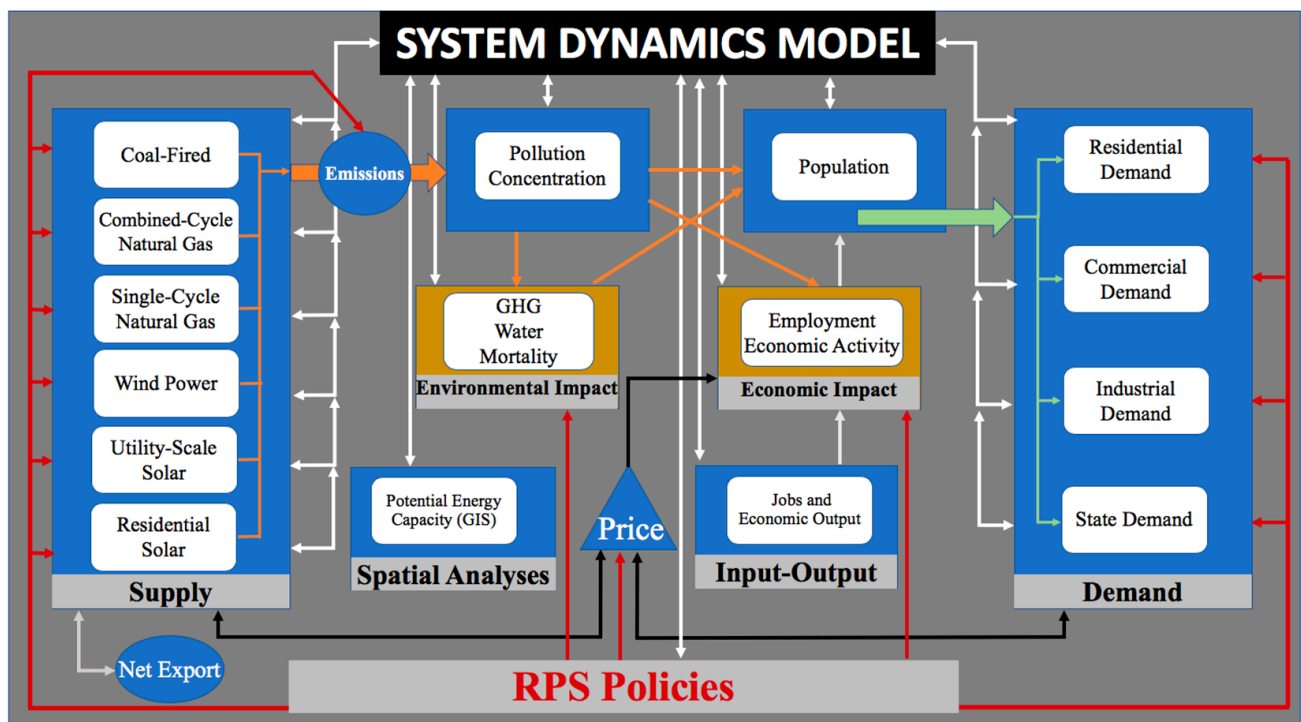 SYSTEM DYNAMICS MODEL
Coal-Fired
Combined-Cycle
Natural Gas
Single-Cycle
Natural Gas
Wind Power
Utility-Scale
Solar
Residential
Solar
Supply
Net Export
Emissions
Pollution
Concentration
Population
GHG
Water
Mortality
Environmental Impact
Employment
Economic Activity
Economic Impact
Potential Energy
Capacity (GIS)
Spatial Analyses
Price
Jobs and
Economic Output
Input-Output
Residential
Demand
Commercial
Demand
Industrial
Demand
State Demand
Demand
RPS Policies